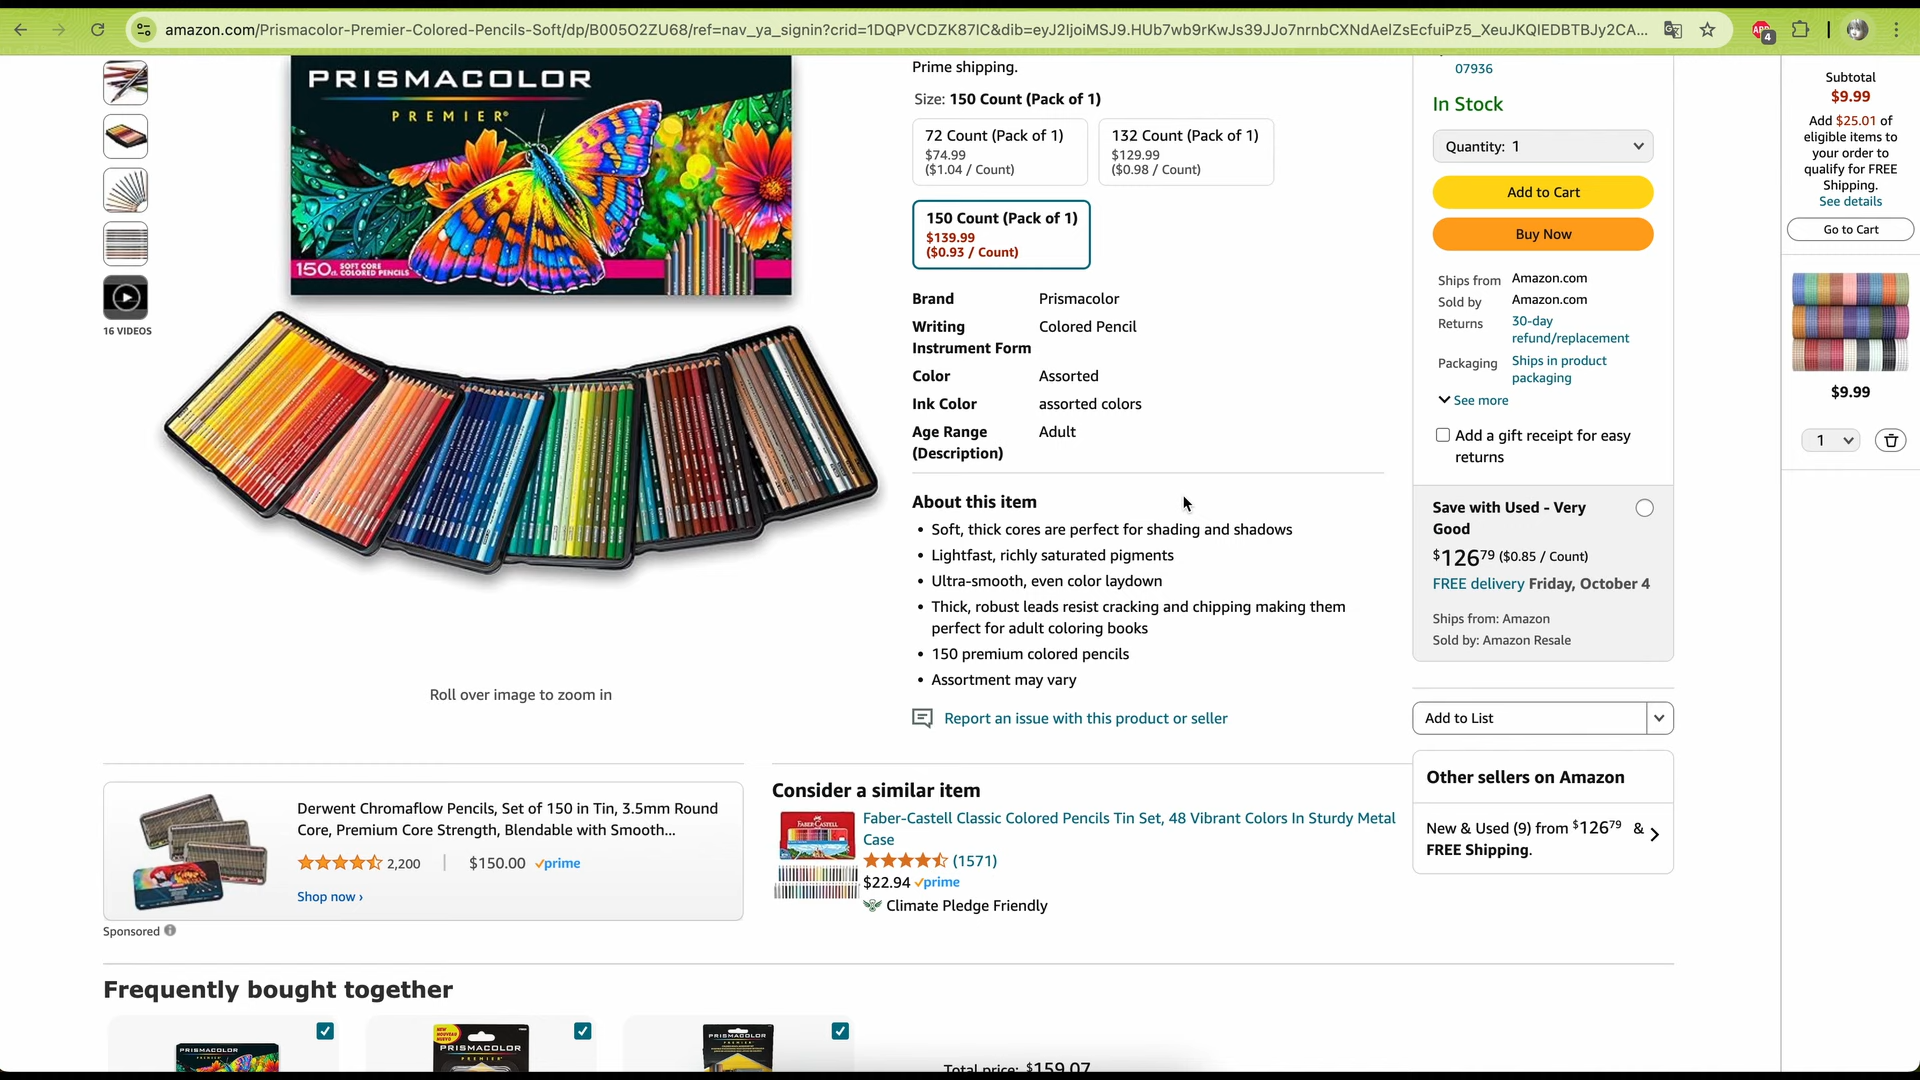 amazon.com/Prismacolor-Premier-Colored-Pencils-Soft/dp/B005O2ZU68/ref=nav_ya_signin?crid=1DQPVCDZK87IC&dib=eyJ2IjoiMSJ9.HUb7wb9rKwJs39JJo7nrnbCXNdAelZsEcfuiPz5_XeuJKQIEDBTBJy2CA...
4
PRISMACOLOR
PREMIER®
150ct. SOFT CORE COLORED PENCILS
16 VIDEOS
Roll over image to zoom in
Prime shipping.
Size: 150 Count (Pack of 1)
72 Count (Pack of 1)
$74.99
($1.04 / Count)
132 Count (Pack of 1)
$129.99
($0.98 / Count)
150 Count (Pack of 1)
$139.99
($0.93 / Count)
Brand Prismacolor
Writing Instrument Form Colored Pencil
Color Assorted
Ink Color assorted colors
Age Range (Description) Adult
About this item
• Soft, thick cores are perfect for shading and shadows
• Lightfast, richly saturated pigments
• Ultra-smooth, even color laydown
• Thick, robust leads resist cracking and chipping making them
perfect for adult coloring books
• 150 premium colored pencils
• Assortment may vary
Report an issue with this product or seller
07936
In Stock
Quantity: 1
Add to Cart
Buy Now
Ships from Amazon.com
Sold by Amazon.com
Returns 30-day
refund/replacement
Packaging Ships in product
packaging
See more
Add a gift receipt for easy
returns
Save with Used - Very
Good
$126.79 ($0.85 / Count)
FREE delivery Friday, October 4
Ships from: Amazon
Sold by: Amazon Resale
Add to List
Other sellers on Amazon
New & Used (9) from $126.79 &
FREE Shipping.
Subtotal
$9.99
Add $25.01 of
eligible items to
your order to
qualify for FREE
Shipping.
See details
Go to Cart
$9.99
1
Derwent Chromaflow Pencils, Set of 150 in Tin, 3.5mm Round
Core, Premium Core Strength, Blendable with Smooth...
2,200 | $150.00 prime
Shop now ›
Sponsored
Consider a similar item
FABER-CASTELL
Faber-Castell Classic Colored Pencils Tin Set, 48 Vibrant Colors In Sturdy Metal
Case
(1571)
$22.94 prime
Climate Pledge Friendly
Frequently bought together
PRISMACOLOR
PREMIER
PRISMACOLOR
PREMIER
PRISMACOLOR
PREMIER
Total price: $159.07